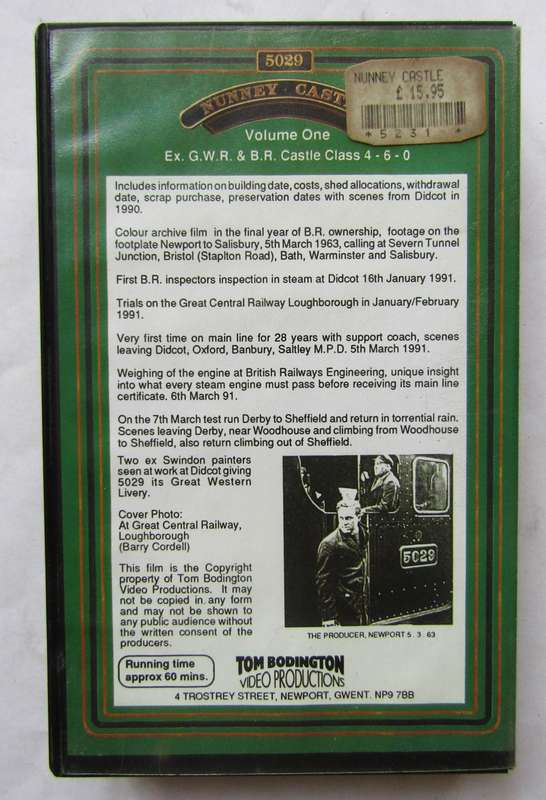 5029
NUNNEY CAST
NUNNEY CASTLE
£ 15.95
* 5231 *
Volume One
Ex. G.W.R. & B.R. Castle Class 4 - 6 - 0
Includes information on building date, costs, shed allocations, withdrawal
date, scrap purchase, preservation dates with scenes from Didcot in
1990.
Colour archive film in the final year of B.R. ownership, footage on the
footplate Newport to Salisbury, 5th March 1963, calling at Severn Tunnel
Junction, Bristol (Staplton Road), Bath, Warminster and Salisbury.
First B.R. inspectors inspection in steam at Didcot 16th January 1991.
Trials on the Great Central Railway Loughborough in January/February
1991.
Very first time on main line for 28 years with support coach, scenes
leaving Didcot, Oxford, Banbury, Saltley M.P.D. 5th March 1991.
Weighing of the engine at British Railways Engineering, unique insight
into what every steam engine must pass before receiving its main line
certificate. 6th March 91.
On the 7th March test run Derby to Sheffield and return in torrential rain.
Scenes leaving Derby, near Woodhouse and climbing from Woodhouse
to Sheffield, also return climbing out of Sheffield.
Two ex Swindon painters
seen at work at Didcot giving
5029 its Great Western
Livery.
Cover Photo:
At Great Central Railway,
Loughborough
(Barry Cordell)
This film is the Copyright
property of Tom Bodington
Video Productions. It may
not be copied in any form
and may not be shown to
any public audience without
the written consent of the
producers.
5029
THE PRODUCER, NEWPORT 5 . 3 . 63
Running time
approx 60 mins.
TOM BODINGTON
VIDEO PRODUCTIONS
4 TROSTREY STREET, NEWPORT, GWENT. NP9 7BB